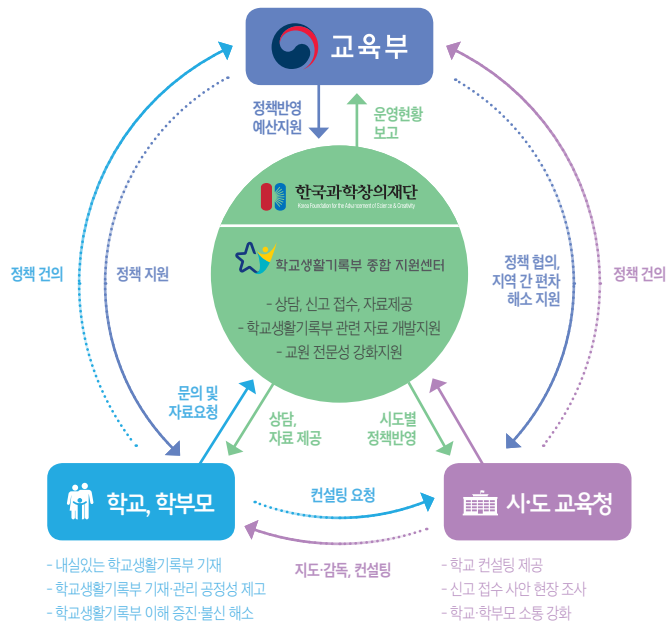 교육부
정책반영
예산지원
운영현황
보고
한국과학창의재단
Korea Foundation for the Advancement of Science & Creativity
학교생활기록부 종합 지원센터
- 상담, 신고 접수, 자료제공
- 학교생활기록부 관련 자료 개발지원
- 교원 전문성 강화지원
정책 건의
정책 지원
정책 협의,
지역 간 편차
해소 지원
정책 건의
문의 및
자료요청
상담,
자료 제공
시도별
정책반영
학교, 학부모
컨설팅 요청
시·도 교육청
지도·감독, 컨설팅
- 내실있는 학교생활기록부 기재
- 학교생활기록부 기재·관리 공정성 제고
- 학교생활기록부 이해 증진·불신 해소
- 학교 컨설팅 제공
- 신고 접수 사안 현장 조사
- 학교·학부모 소통 강화